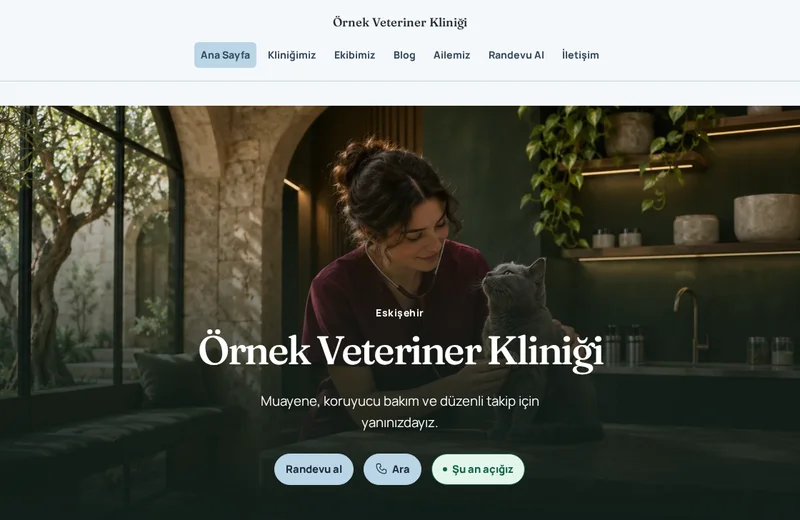 Örnek Veteriner Kliniği
Ana Sayfa Kliniğimiz Ekibimiz Blog Ailemiz Randevu Al İletişim
Eskişehir
Örnek Veteriner Kliniği
Muayene, koruyucu bakım ve düzenli takip için
yanınızdayız.
Randevu al Ara Şu an açığız